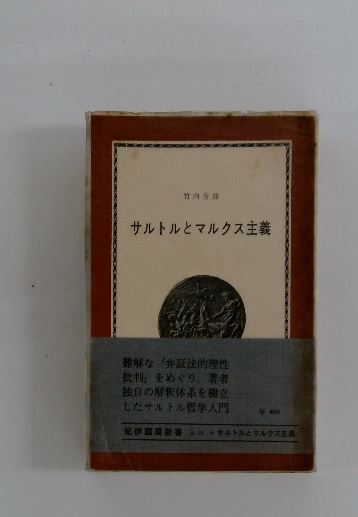 竹内芳郎
サルトルとマルクス主義
難解な「弁証法的理性
批判」をめぐり、著者
独自の解釈体系を樹立
したサルトル哲学入門
紀伊國屋新書 サルトルとマルクス主義